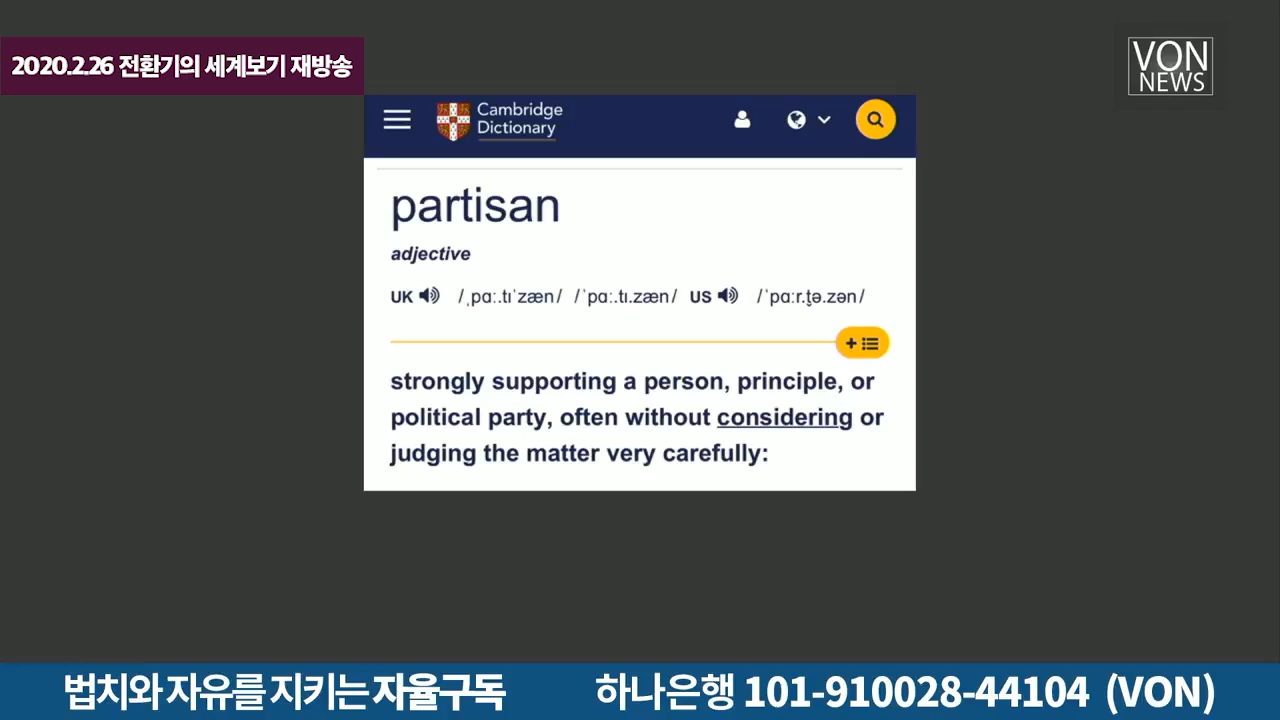 2020.2.26 전환기의 세계보기 재방송
VON
NEWS
Cambridge
Dictionary
partisan
adjective
UK /ˌpɑː.tɪˈzæn/ /ˈpɑː.tɪ.zæn/ US /ˈpɑːr.t̬ə.zən/
strongly supporting a person, principle, or
political party, often without considering or
judging the matter very carefully:
법치와 자유를 지키는 자율구독 하나은행 101-910028-44104 (VON)